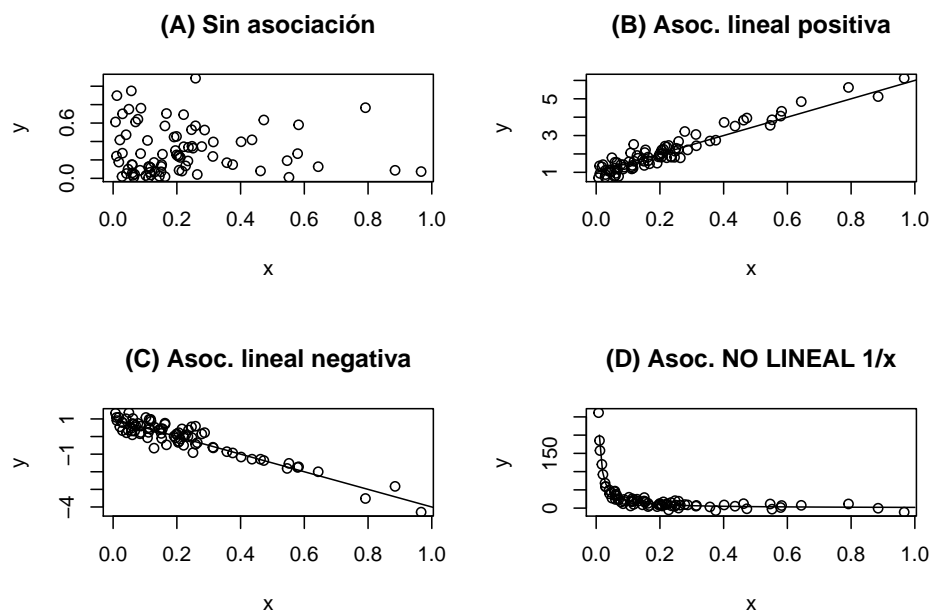 (A) Sin asociación
y
0.0 0.6
0.0 0.2 0.4 0.6 0.8 1.0
x
(B) Asoc. lineal positiva
y
1 3 5
0.0 0.2 0.4 0.6 0.8 1.0
x
(C) Asoc. lineal negativa
y
−4 −1 1
0.0 0.2 0.4 0.6 0.8 1.0
x
(D) Asoc. NO LINEAL 1/x
y
0 150
0.0 0.2 0.4 0.6 0.8 1.0
x